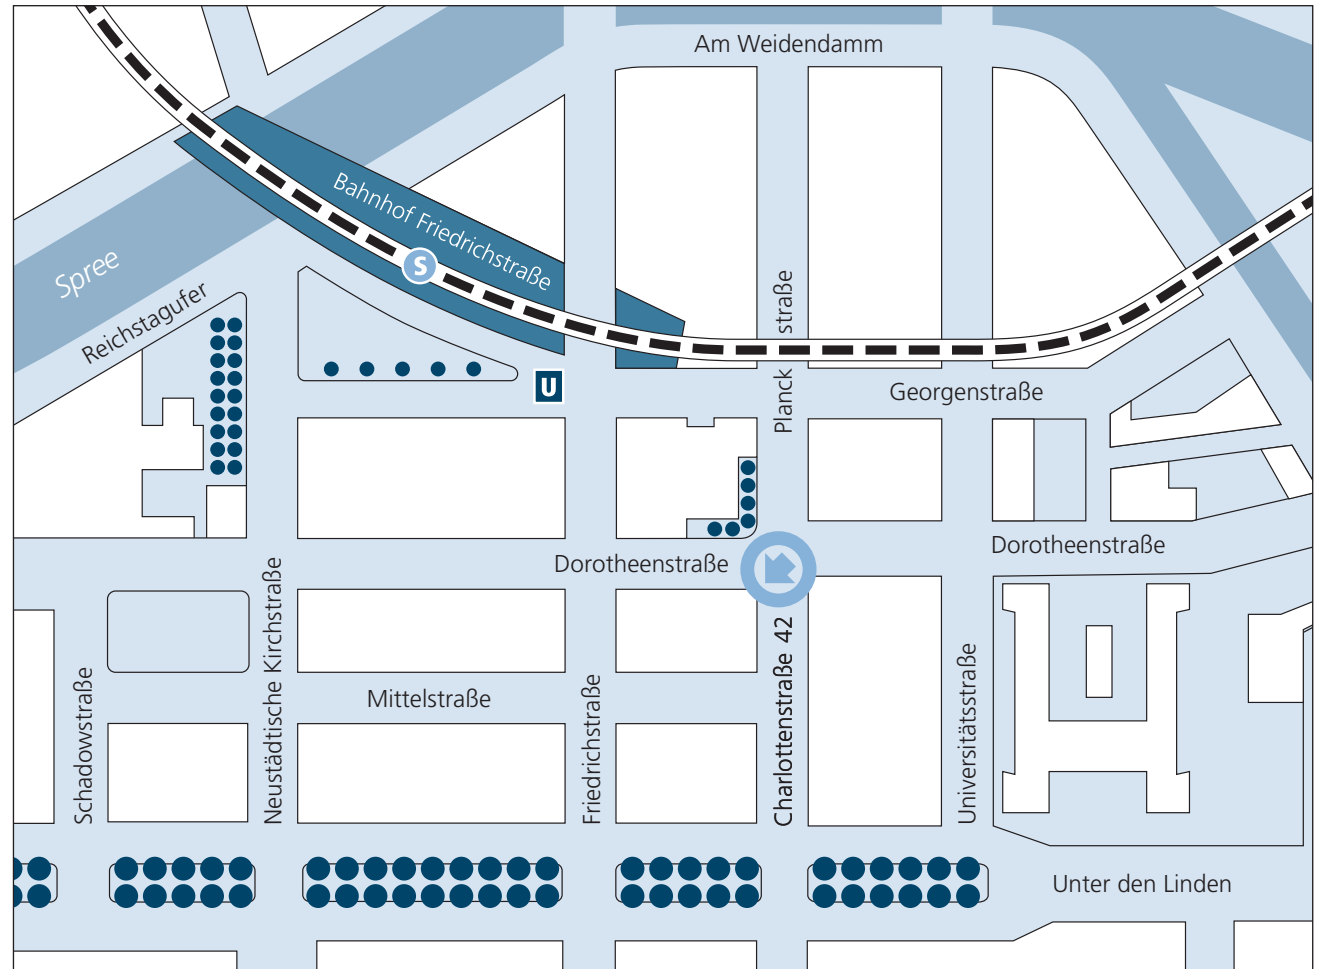 Am Weidendamm
Bahnhof Friedrichstraße
S
Spree
Reichstagufer
Planck straße
U
Georgenstraße
Dorotheenstraße
Dorotheenstraße
Schadowstraße
Neustädtische Kirchstraße
Mittelstraße
Friedrichstraße
Charlottenstraße 42
Universitätsstraße
Unter den Linden